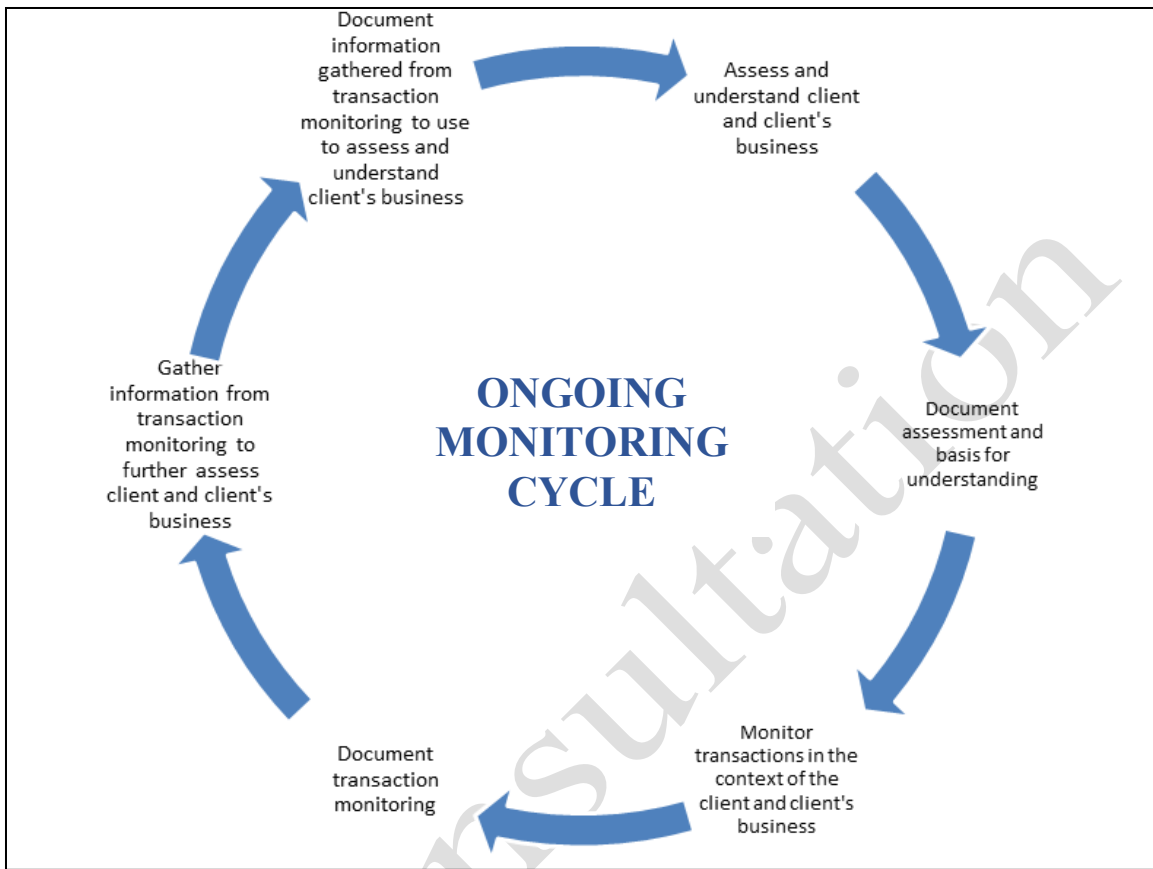 Document
information
gathered from
transaction
monitoring to use
to assess and
understand
client's business
Assess and
understand client
and client's
business
Document
assessment and
basis for
understanding
Monitor
transactions in the
context of the
client and client's
business
Document
transaction
monitoring
Gather
information from
transaction
monitoring to
further assess
client and client's
business
ONGOING
MONITORING
CYCLE
nsultation